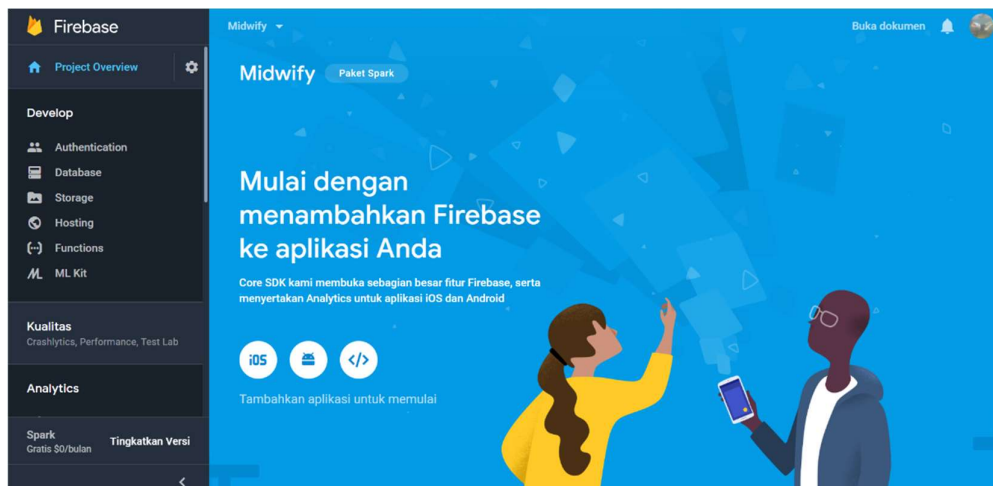 Firebase
Project Overview
Develop
Authentication
Database
Storage
Hosting
Functions
ML Kit
Kualitas
Crashlytics, Performance, Test Lab
Analytics
Spark
Gratis $0/bulan
Tingkatkan Versi
Midwify
Buka dokumen
Midwify
Paket Spark
Mulai dengan
menambahkan Firebase
ke aplikasi Anda
Core SDK kami membuka sebagian besar fitur Firebase, serta
menyertakan Analytics untuk aplikasi iOS dan Android
iOS
Tambahkan aplikasi untuk memulai